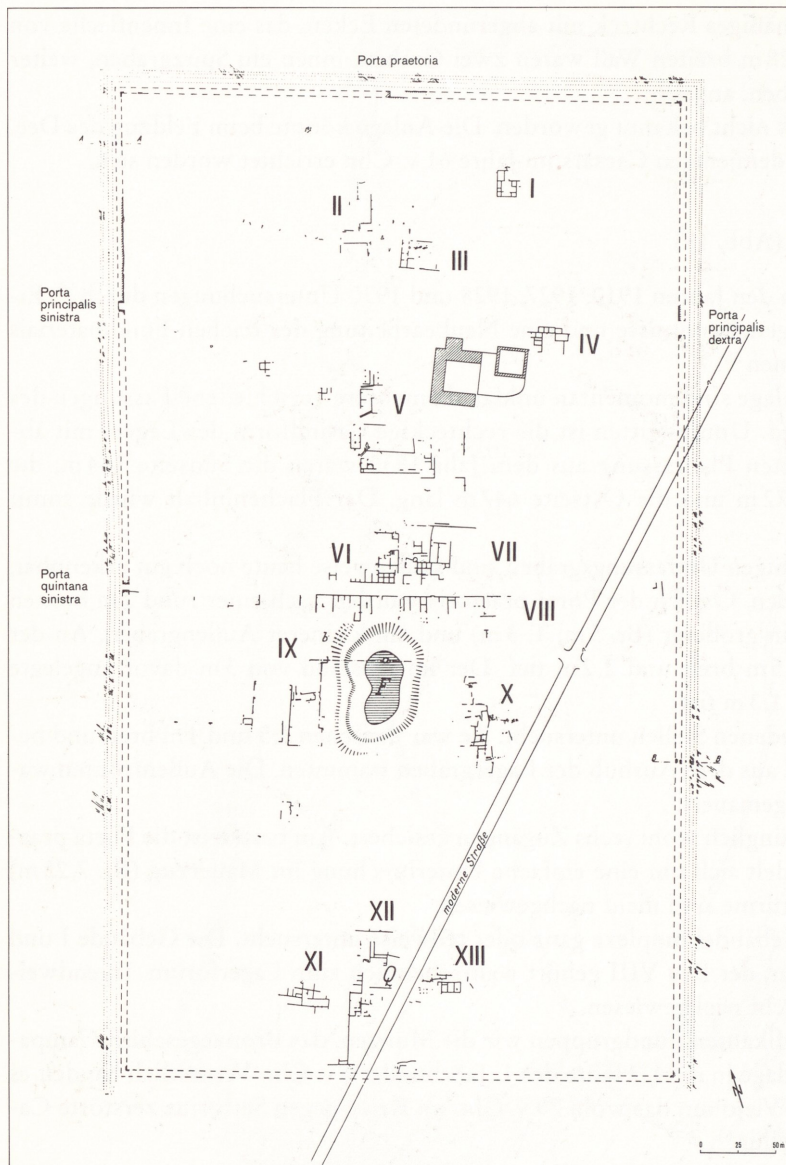 Porta praetoria
I
II
III
Porta
principalis
sinistra
Porta
principalis
dextra
IV
V
VI
VII
Porta
quintana
sinistra
VIII
IX
F
X
moderne Straße
XII
XI
Q
XIII
N
0 25 50m